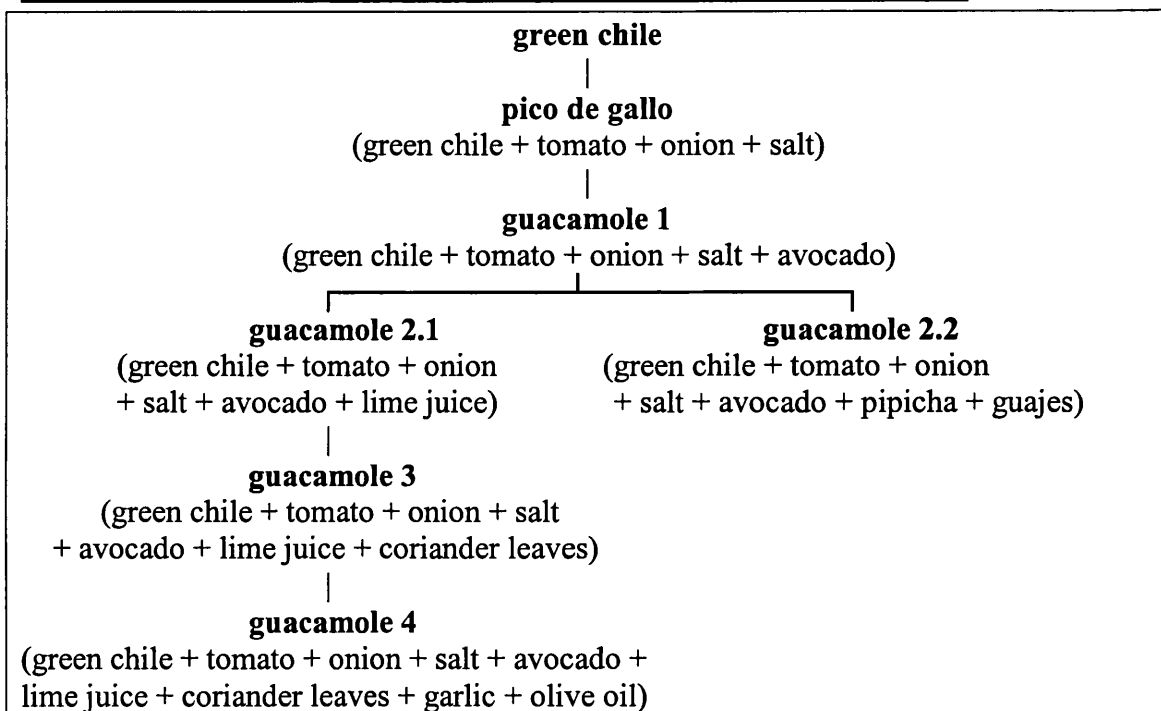 green chile
pico de gallo
(green chile + tomato + onion + salt)
guacamole 1
(green chile + tomato + onion + salt + avocado)
guacamole 2.1
(green chile + tomato + onion
+ salt + avocado + lime juice)
guacamole 2.2
(green chile + tomato + onion
+ salt + avocado + pipicha + guajes)
guacamole 3
(green chile + tomato + onion + salt
+ avocado + lime juice + coriander leaves)
guacamole 4
(green chile + tomato + onion + salt + avocado +
lime juice + coriander leaves + garlic + olive oil)